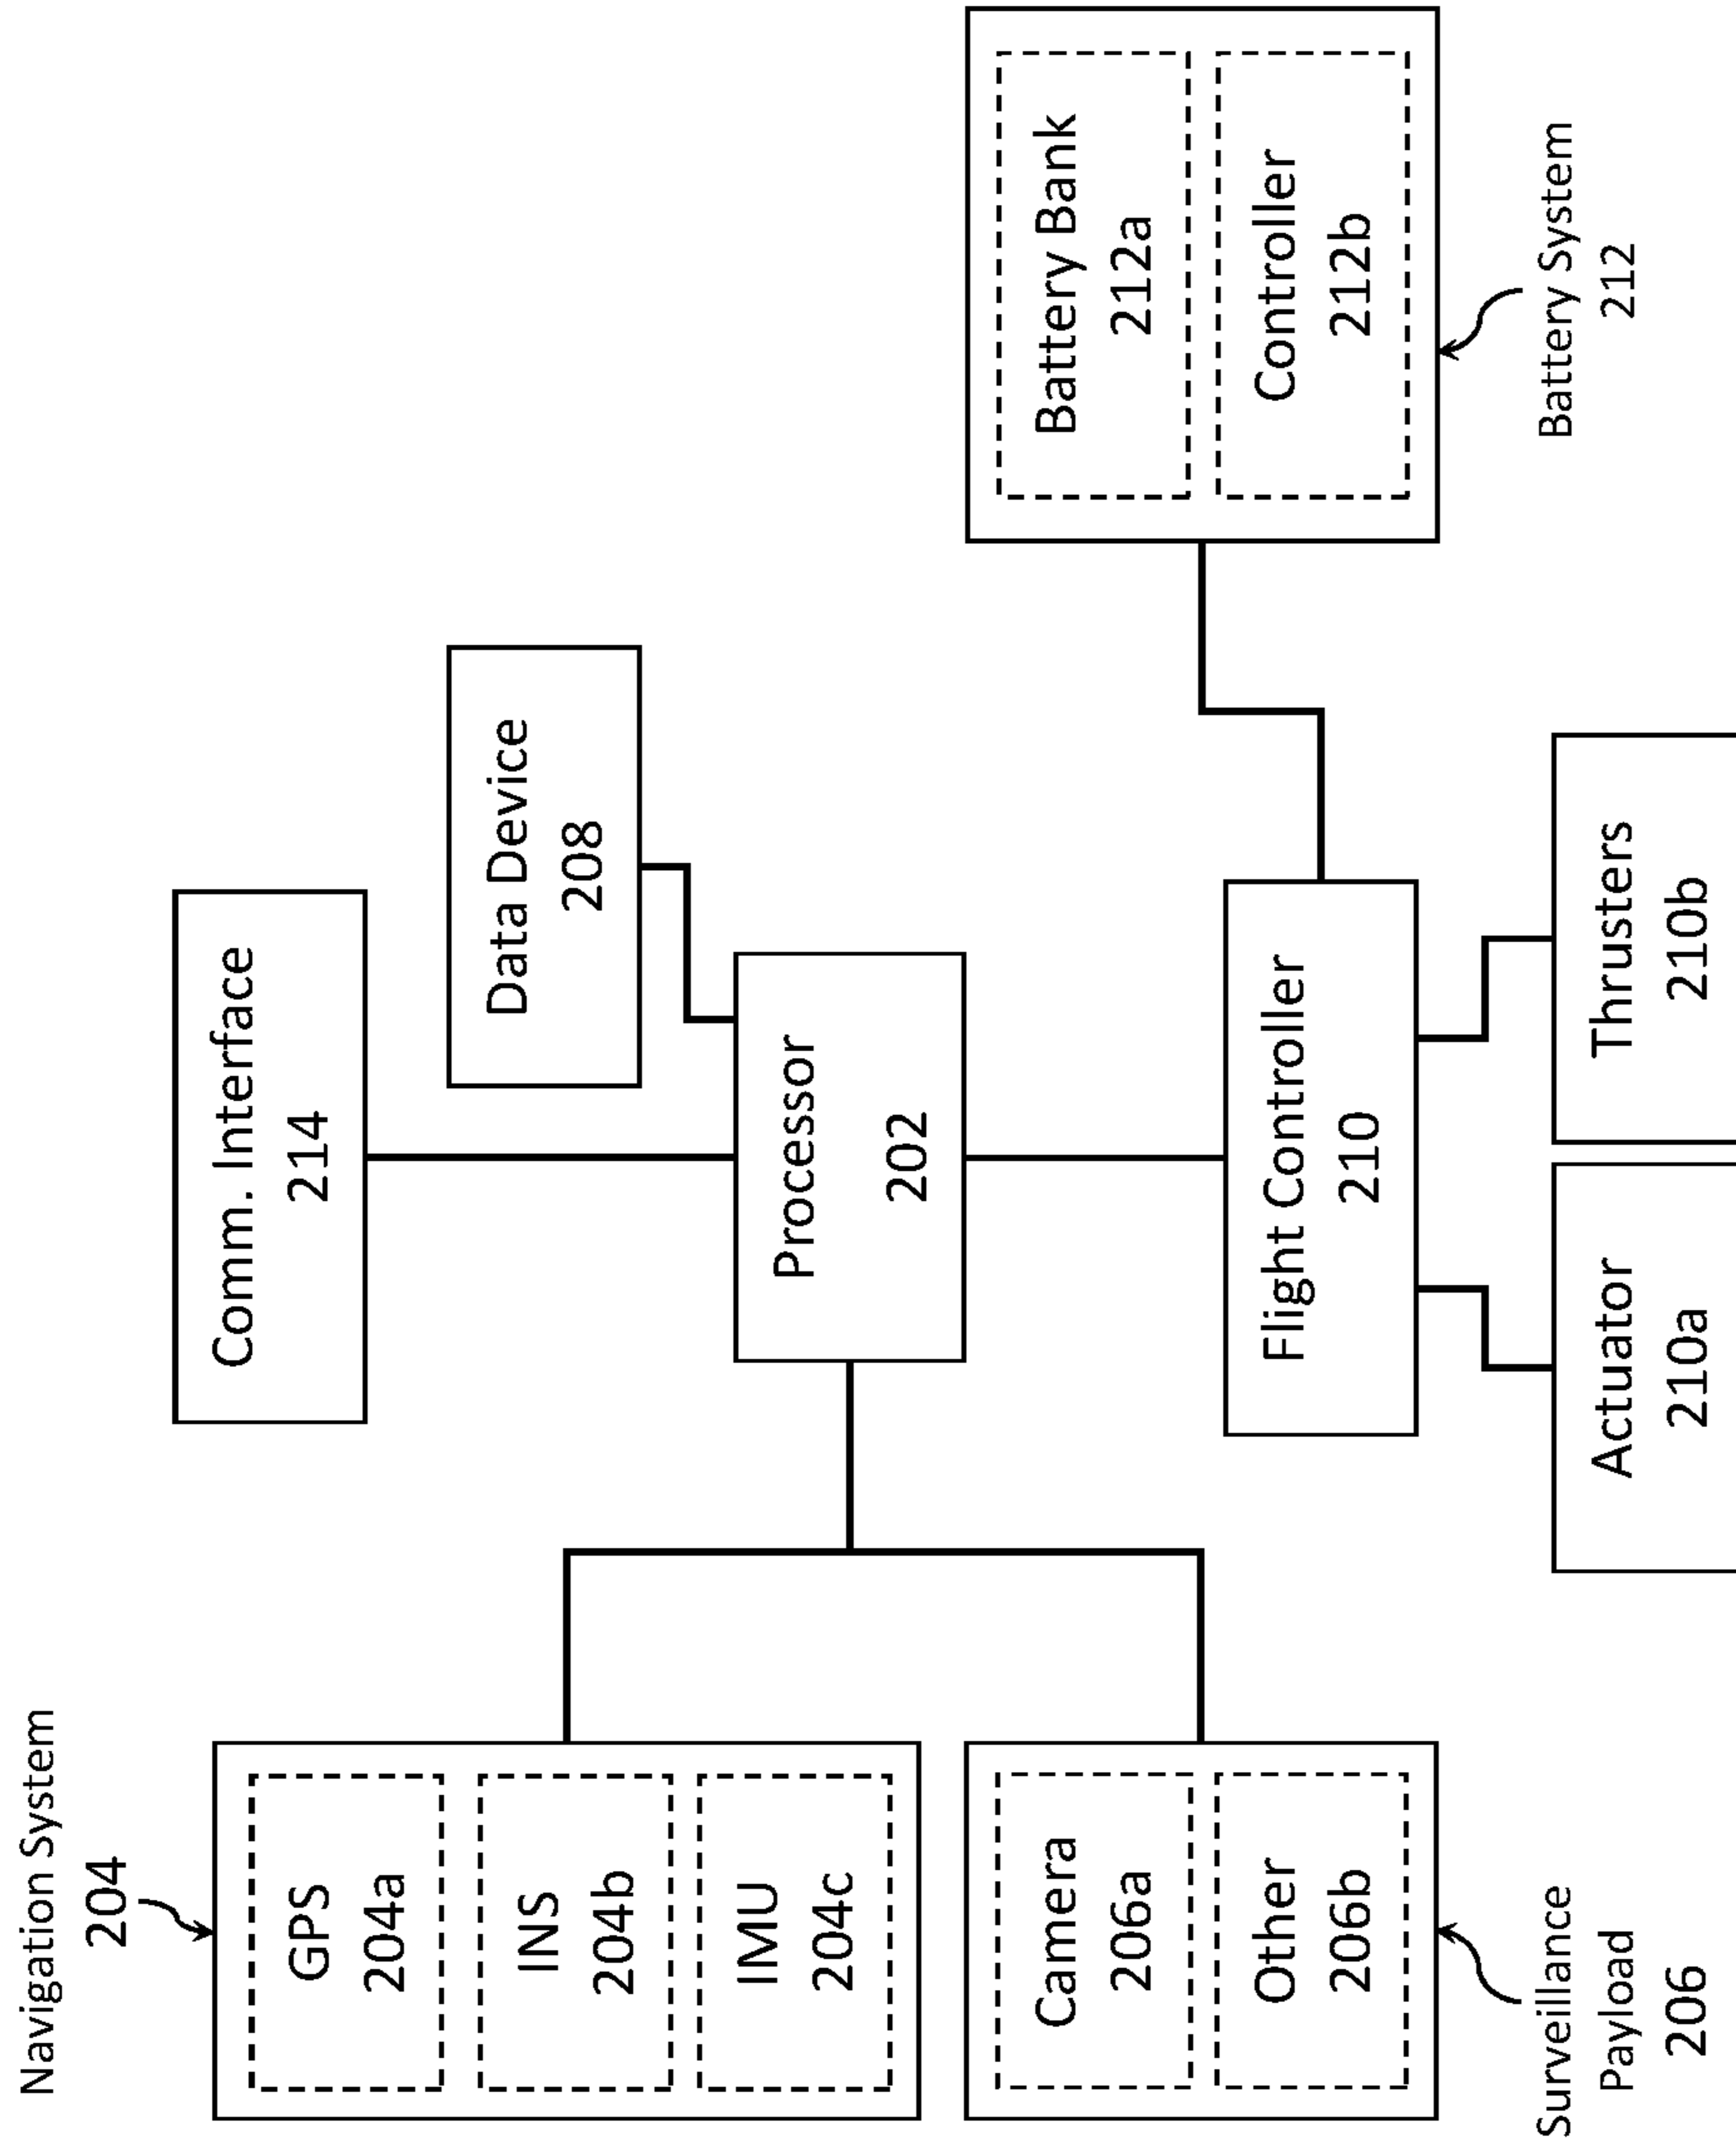 Navigation System
204
GPS
204a
INS
204b
IMU
204c
Surveillance
Payload
206
Camera
206a
Other
206b
Comm. Interface
214
Data Device
208
Processor
202
Flight Controller
210
Actuator
210a
Thrusters
210b
Battery Bank
212a
Controller
212b
Battery System
212